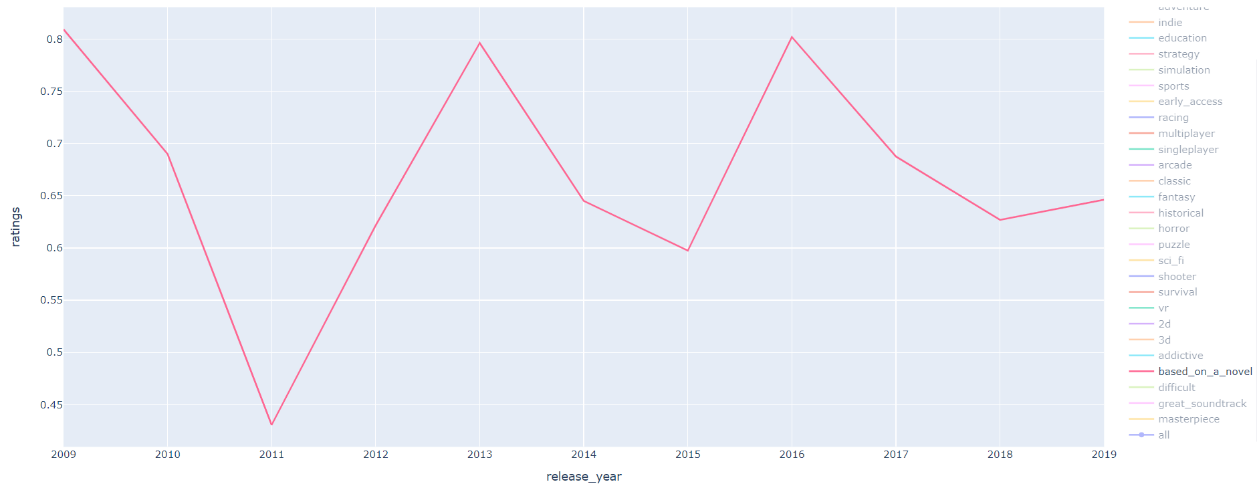 0.8
0.75
0.7
0.65
0.6
0.55
0.5
0.45
ratings
2009 2010 2011 2012 2013 2014 2015 2016 2017 2018 2019
release_year
adventure
indie
education
strategy
simulation
sports
early_access
racing
multiplayer
singleplayer
arcade
classic
fantasy
historical
horror
puzzle
sci_fi
shooter
survival
vr
2d
3d
addictive
based_on_a_novel
difficult
great_soundtrack
masterpiece
all